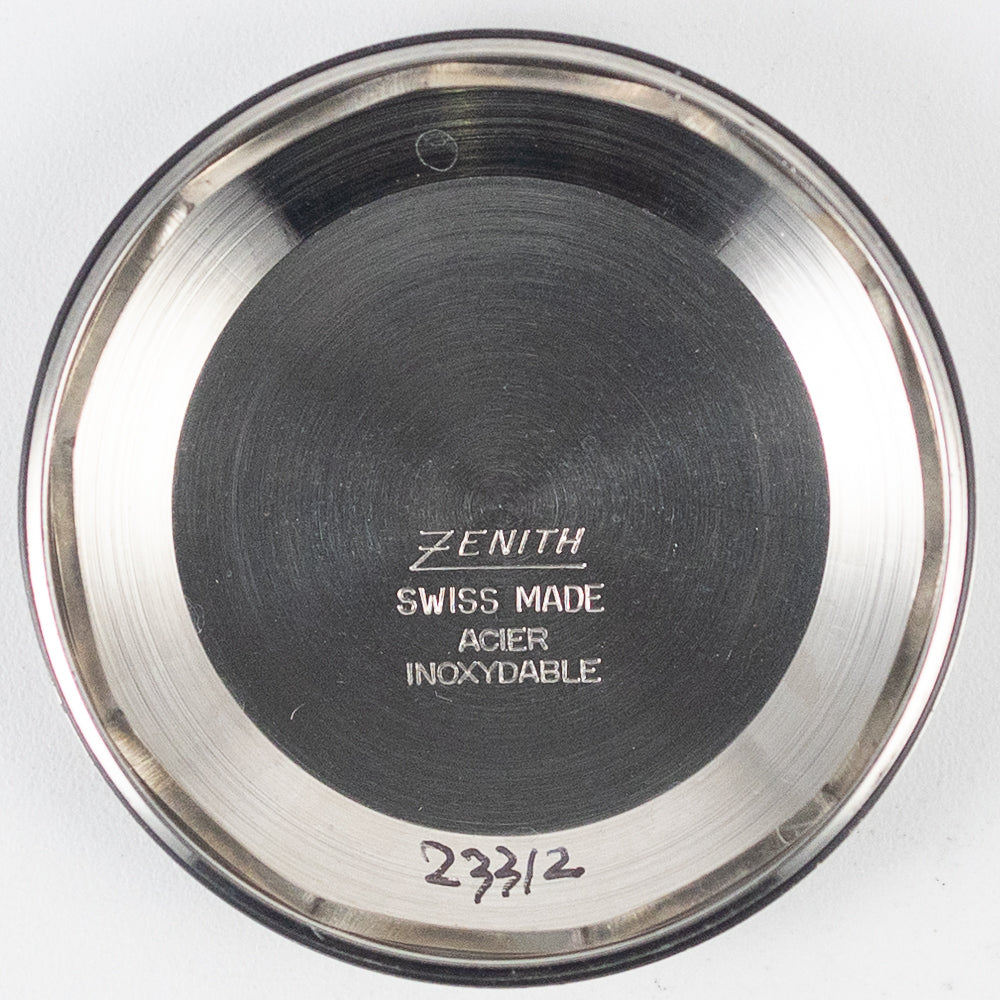 ZENITH
SWISS MADE
ACIER
INOXYDABLE
23312